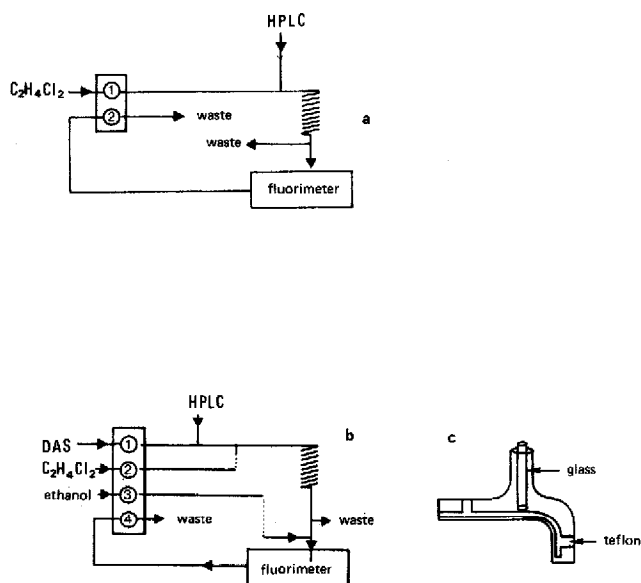 HPLC
C₂H₄Cl₂
1
2
waste
a
waste
fluorimeter
HPLC
b
c
DAS
1
C₂H₄Cl₂
2
glass
ethanol
3
4
waste
waste
teflon
fluorimeter